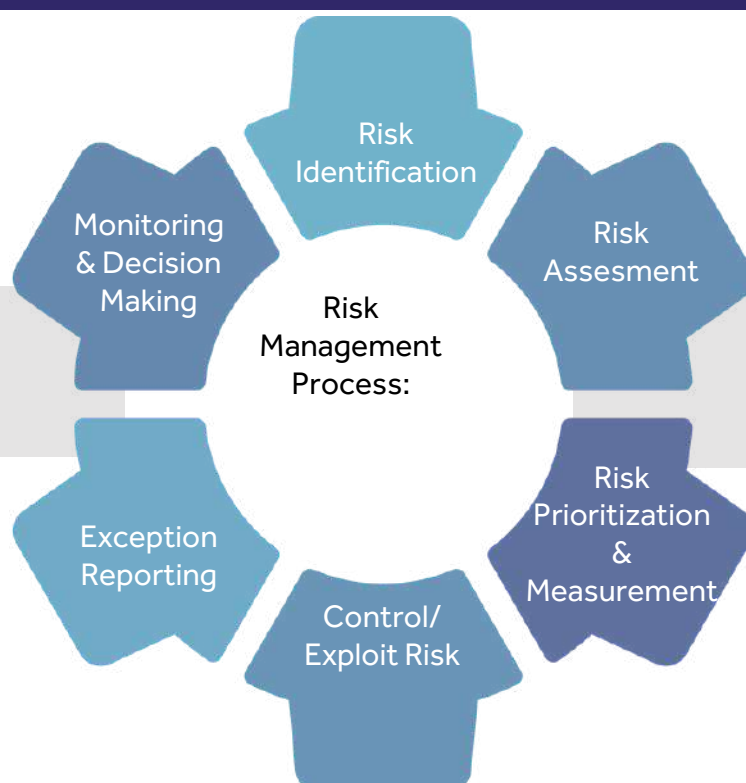 Risk
Management
Process:
Risk
Identification
Risk
Assesment
Risk
Prioritization
&
Measurement
Control/
Exploit Risk
Exception
Reporting
Monitoring
& Decision
Making